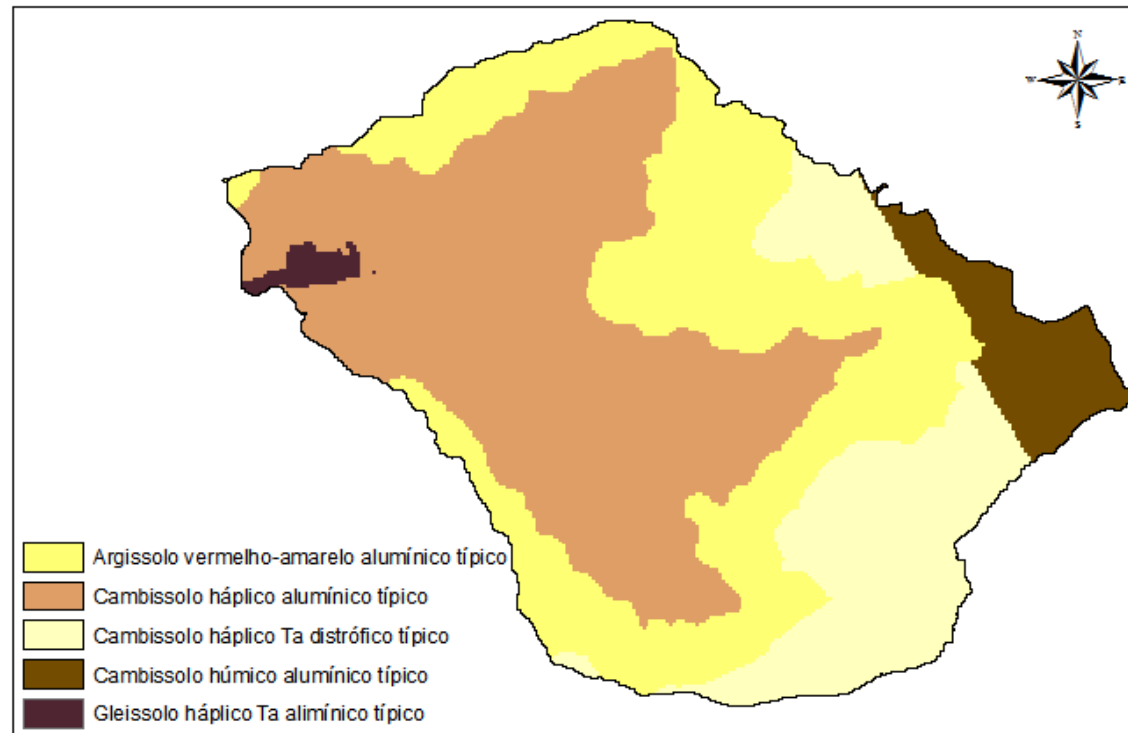 N
W E
S
Argissolo vermelho-amarelo alumínico típico
Cambissolo háplico alumínico típico
Cambissolo háplico Ta distrófico típico
Cambissolo húmico alumínico típico
Gleissolo háplico Ta alimínico típico